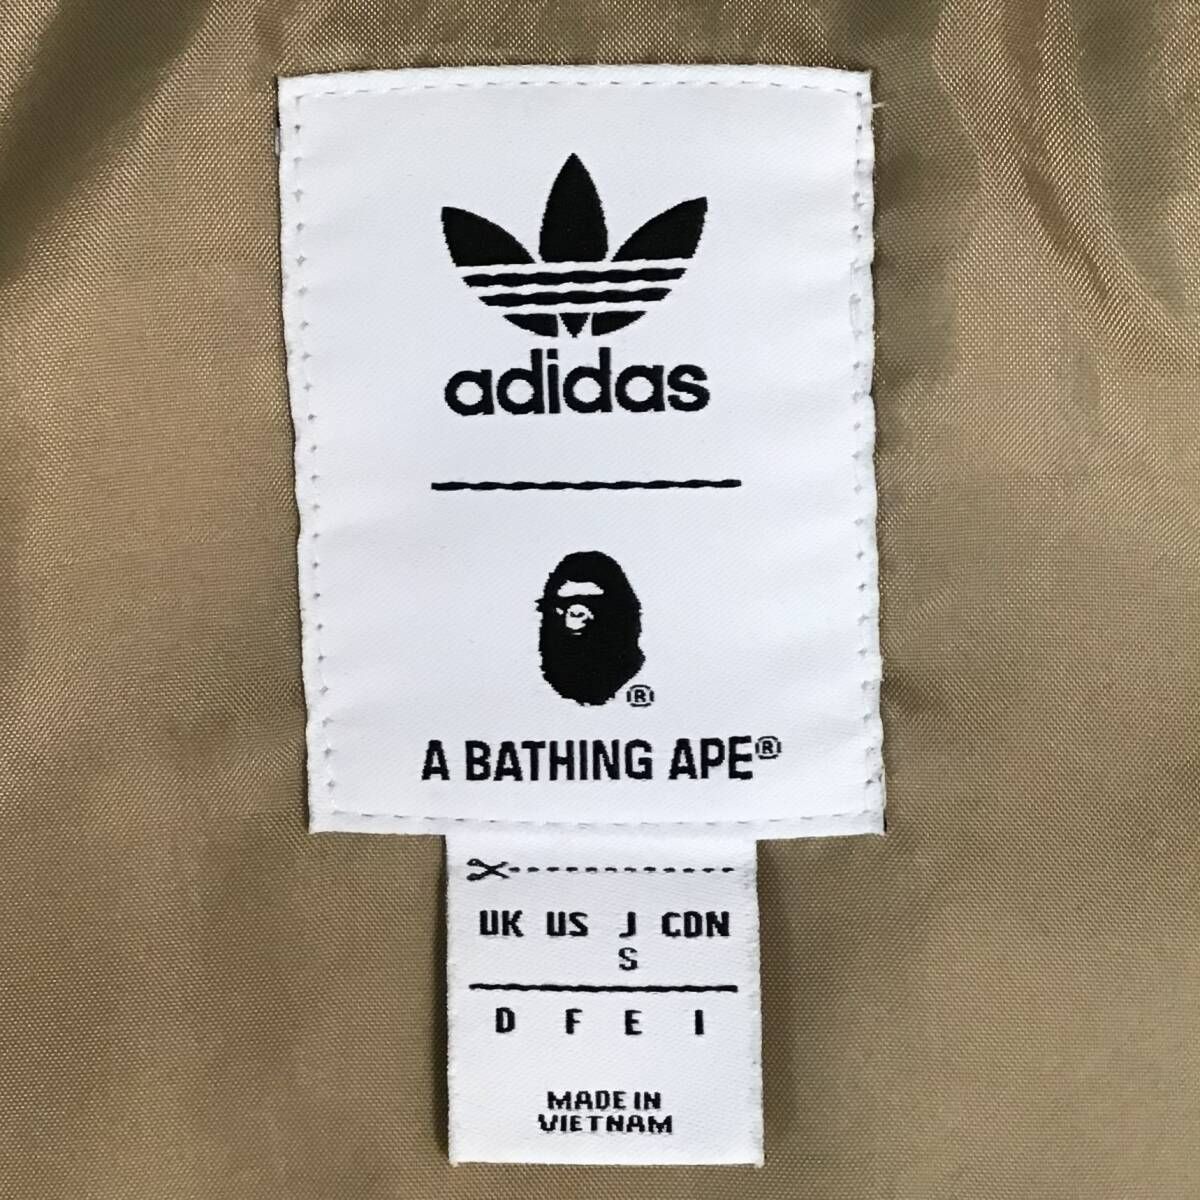 adidas
®
A BATHING APE®
UK US J CDN
S
D F E I
MADE IN
VIETNAM